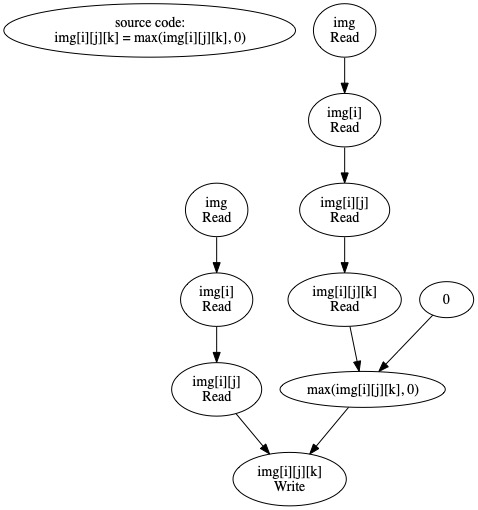 source code:
img[i][j][k] = max(img[i][j][k], 0)
img
Read
img[i]
Read
img[i][j]
Read
img
Read
img[i]
Read
img[i][j][k]
Read
0
img[i][j]
Read
max(img[i][j][k], 0)
img[i][j][k]
Write